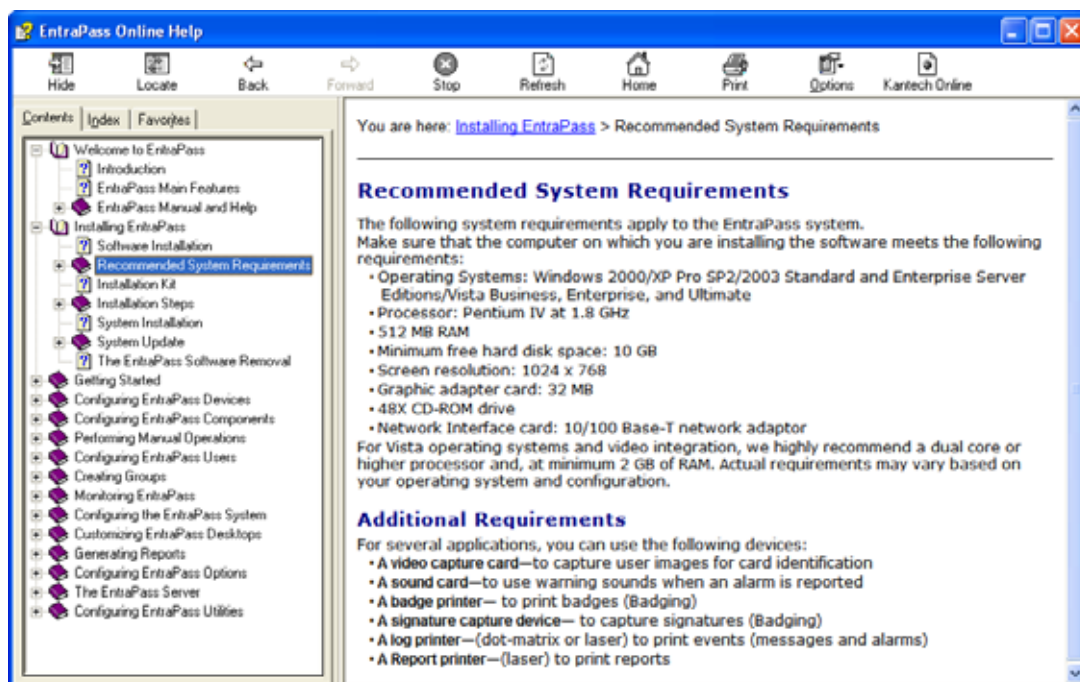 EntraPass Online Help
Hide Locate Back Forward Stop Refresh Home Print Options Kantech Online
Contents Index Favorites
Welcome to EntraPass
Introduction
EntraPass Main Features
EntraPass Manual and Help
Installing EntraPass
Software Installation
Recommended System Requirements
Installation Kit
Installation Steps
System Installation
System Update
The EntraPass Software Removal
Getting Started
Configuring EntraPass Devices
Configuring EntraPass Components
Performing Manual Operations
Configuring EntraPass Users
Creating Groups
Monitoring EntraPass
Configuring the EntraPass System
Customizing EntraPass Desktops
Generating Reports
Configuring EntraPass Options
The EntraPass Server
Configuring EntraPass Utilities
You are here: Installing EntraPass > Recommended System Requirements
Recommended System Requirements
The following system requirements apply to the EntraPass system.
Make sure that the computer on which you are installing the software meets the following
requirements:
• Operating Systems: Windows 2000/XP Pro SP2/2003 Standard and Enterprise Server
Editions/Vista Business, Enterprise, and Ultimate
• Processor: Pentium IV at 1.8 GHz
• 512 MB RAM
• Minimum free hard disk space: 10 GB
• Screen resolution: 1024 x 768
• Graphic adapter card: 32 MB
• 48X CD-ROM drive
• Network Interface card: 10/100 Base-T network adaptor
For Vista operating systems and video integration, we highly recommend a dual core or
higher processor and, at minimum 2 GB of RAM. Actual requirements may vary based on
your operating system and configuration.
Additional Requirements
For several applications, you can use the following devices:
• A video capture card—to capture user images for card identification
• A sound card—to use warning sounds when an alarm is reported
• A badge printer— to print badges (Badging)
• A signature capture device— to capture signatures (Badging)
• A log printer—(dot-matrix or laser) to print events (messages and alarms)
• A Report printer—(laser) to print reports